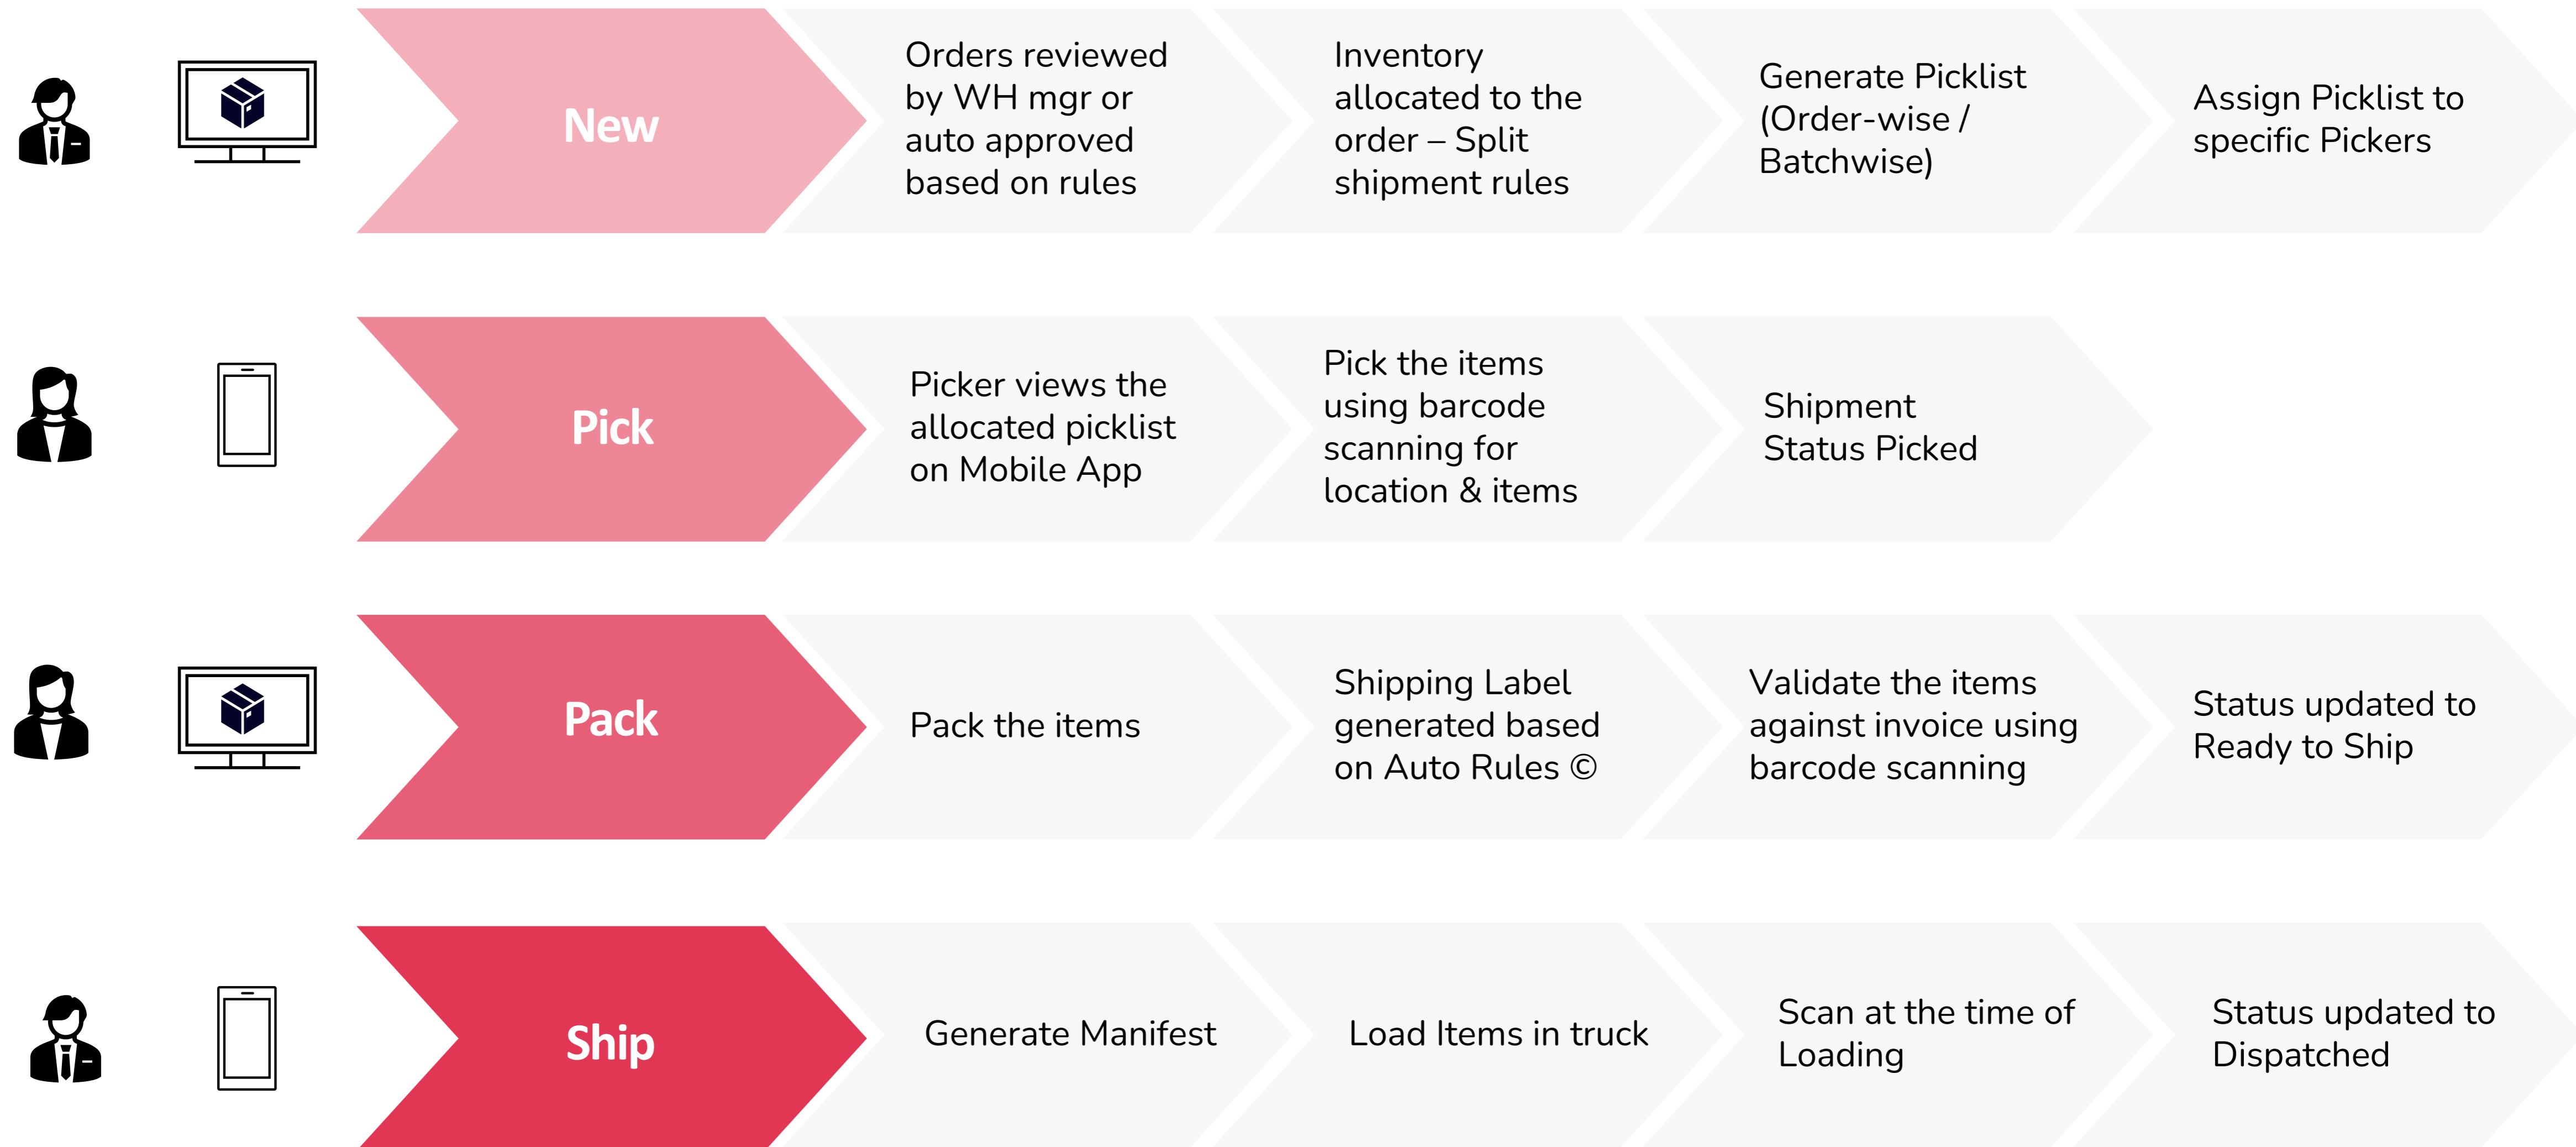 New
Orders reviewed
by WH mgr or
auto approved
based on rules
Inventory
allocated to the
order – Split
shipment rules
Generate Picklist
(Order-wise /
Batchwise)
Assign Picklist to
specific Pickers
Pick
Picker views the
allocated picklist
on Mobile App
Pick the items
using barcode
scanning for
location & items
Shipment
Status Picked
Pack
Pack the items
Shipping Label
generated based
on Auto Rules ©
Validate the items
against invoice using
barcode scanning
Status updated to
Ready to Ship
Ship
Generate Manifest
Load Items in truck
Scan at the time of
Loading
Status updated to
Dispatched